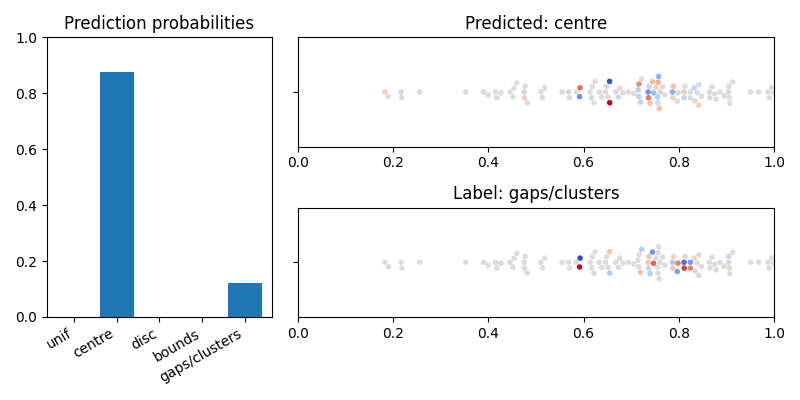 Prediction probabilities
1.0
0.8
0.6
0.4
0.2
0.0
unif
centre
disc
bounds
gaps/clusters
Predicted: centre
0.0 0.2 0.4 0.6 0.8 1.0
Label: gaps/clusters
0.0 0.2 0.4 0.6 0.8 1.0